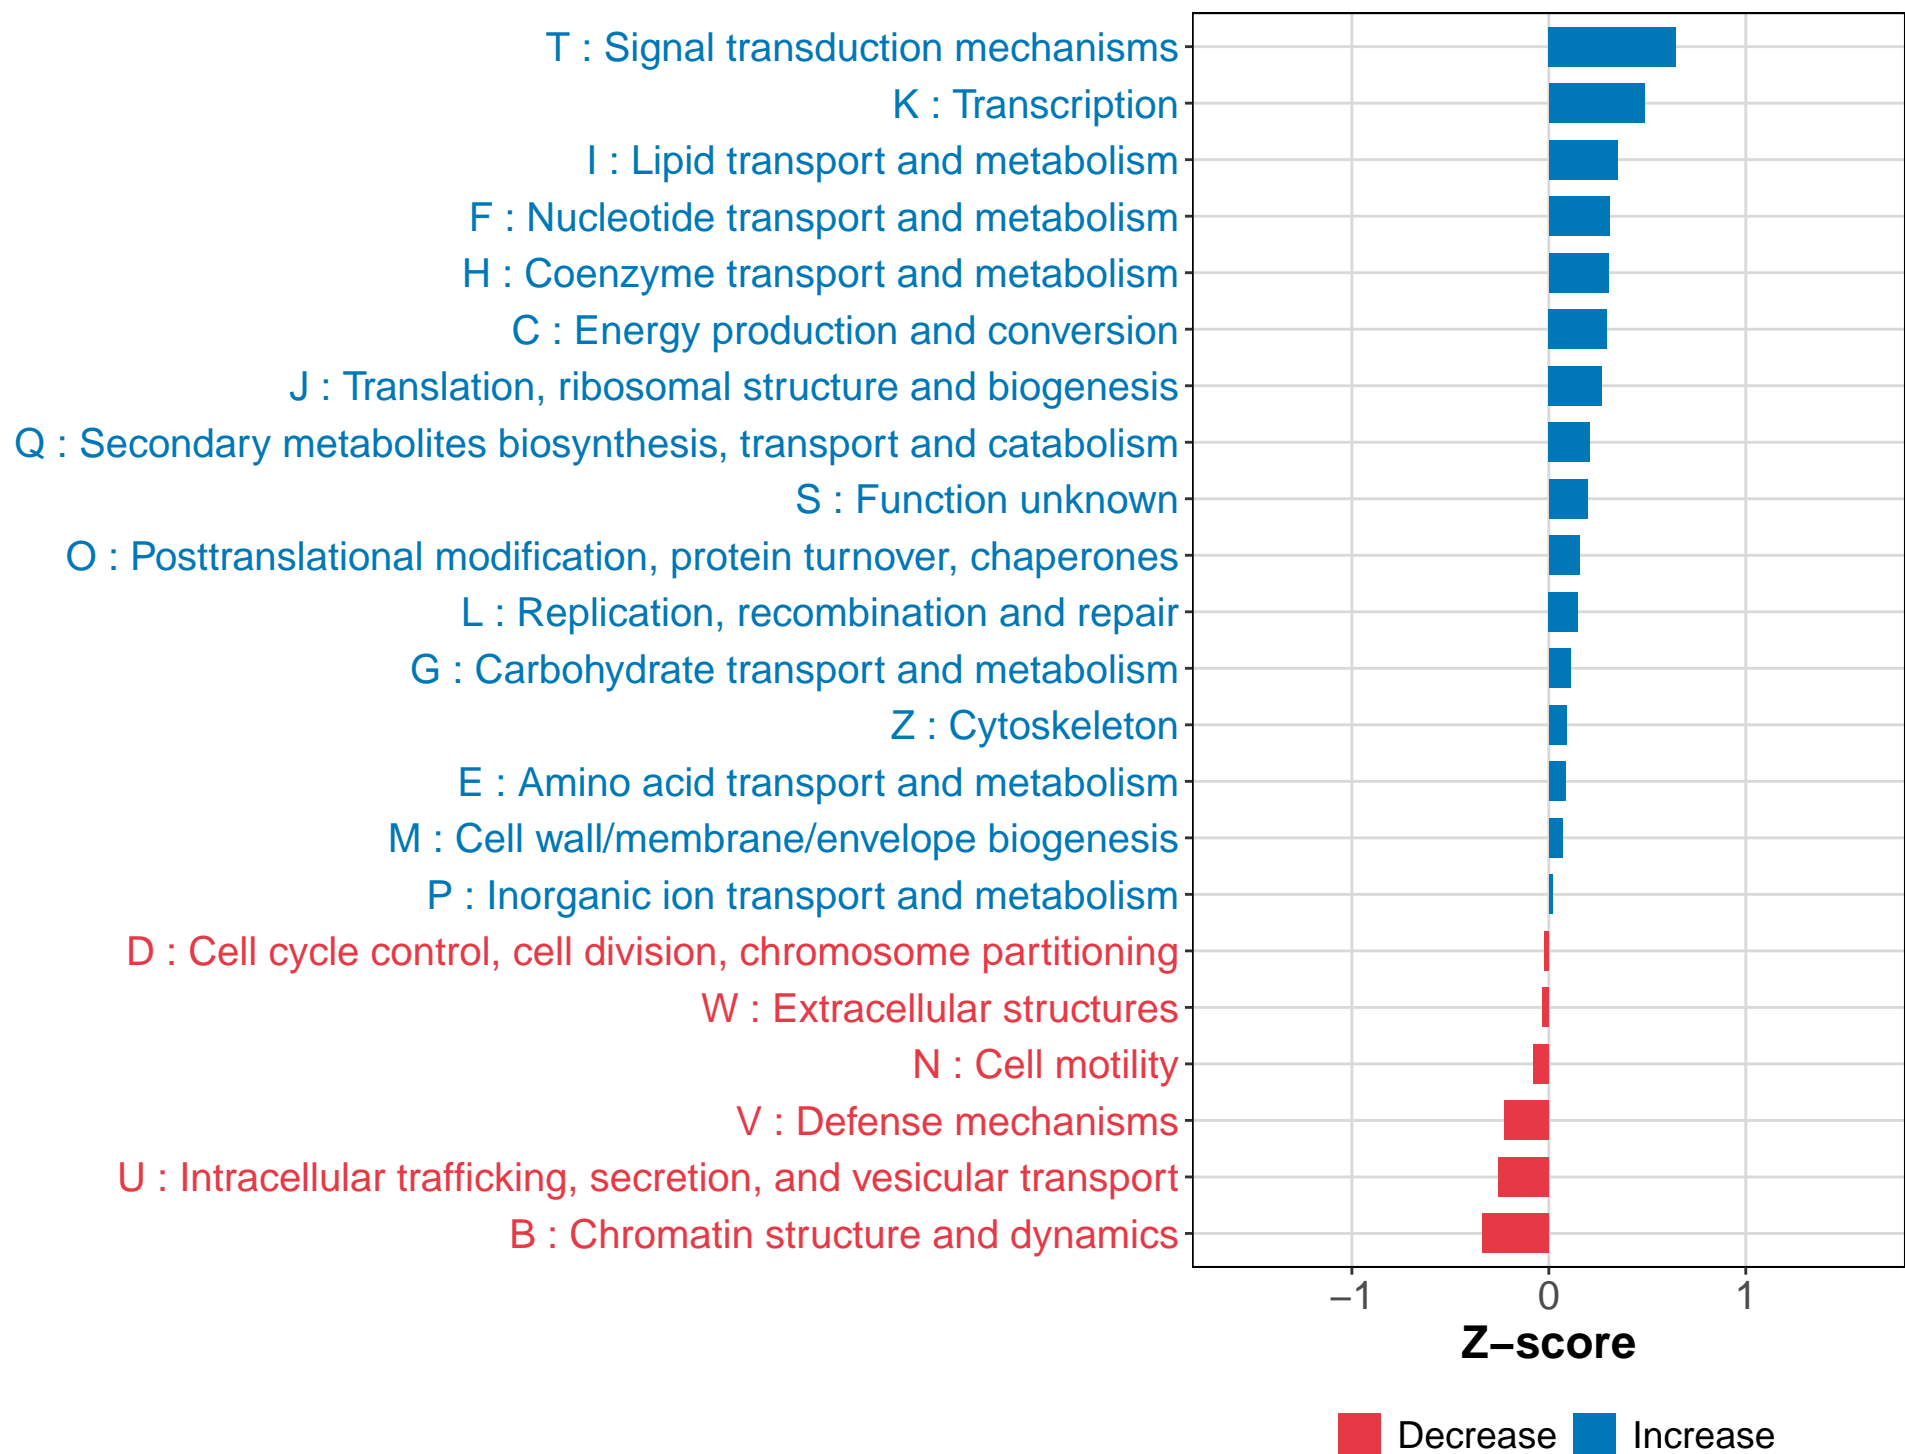 T : Signal transduction mechanisms
K : Transcription
I : Lipid transport and metabolism
F : Nucleotide transport and metabolism
H : Coenzyme transport and metabolism
C : Energy production and conversion
J : Translation, ribosomal structure and biogenesis
Q : Secondary metabolites biosynthesis, transport and catabolism
S : Function unknown
O : Posttranslational modification, protein turnover, chaperones
L : Replication, recombination and repair
G : Carbohydrate transport and metabolism
Z : Cytoskeleton
E : Amino acid transport and metabolism
M : Cell wall/membrane/envelope biogenesis
P : Inorganic ion transport and metabolism
D : Cell cycle control, cell division, chromosome partitioning
W : Extracellular structures
N : Cell motility
V : Defense mechanisms
U : Intracellular trafficking, secretion, and vesicular transport
B : Chromatin structure and dynamics
−1 0 1
Z−score
Decrease Increase